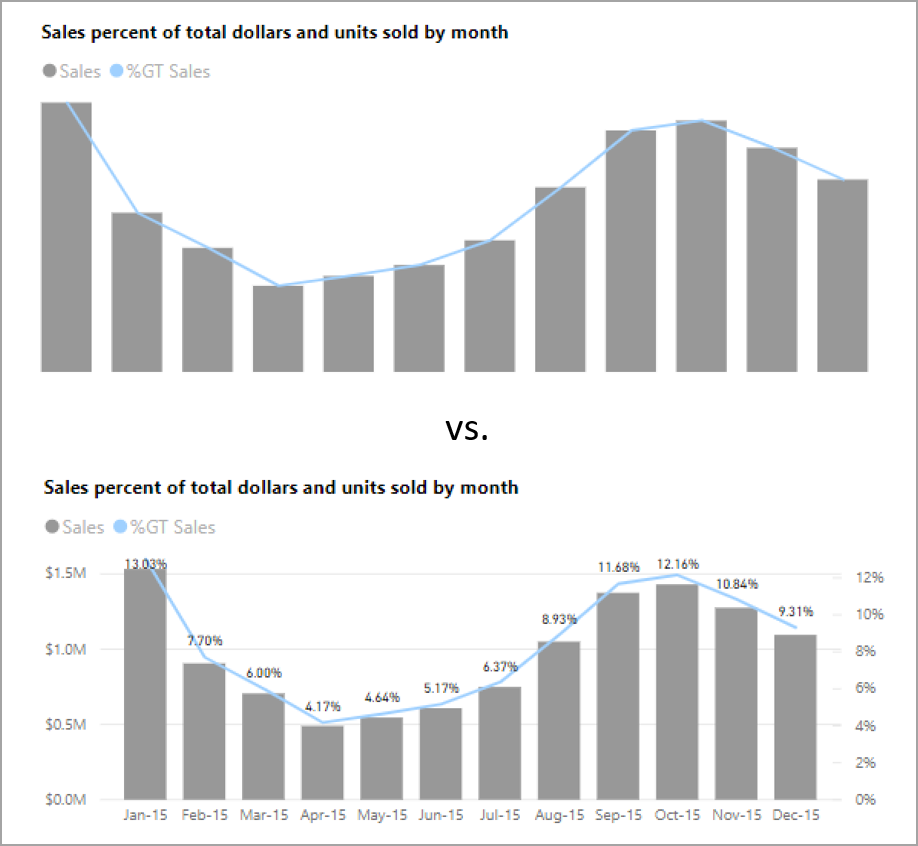 Sales percent of total dollars and units sold by month
Sales %GT Sales
vs.
Sales percent of total dollars and units sold by month
Sales %GT Sales
13.03% 11.68% 12.16%
$1.5M 12%
10.84%
8.93% 9.31% 10%
7.70% $1.0M 8%
6.00% 6.37%
5.17% 6%
4.17% 4.64%
$0.5M 4%
2%
$0.0M 0%
Jan-15 Feb-15 Mar-15 Apr-15 May-15 Jun-15 Jul-15 Aug-15 Sep-15 Oct-15 Nov-15 Dec-15